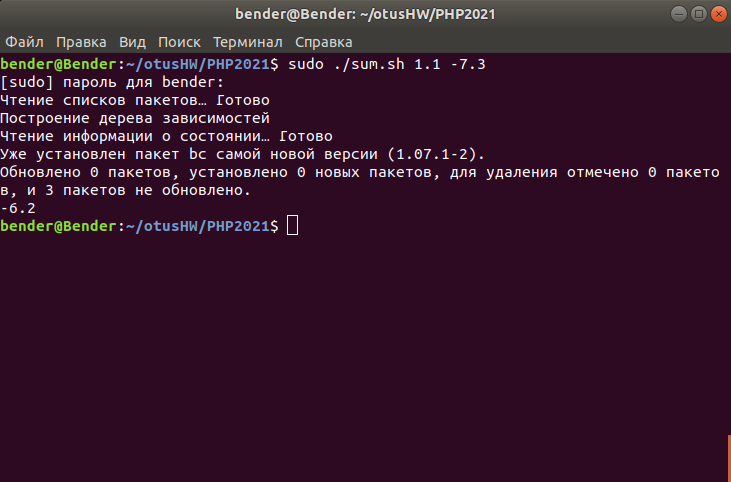 bender@Bender: ~/otusHW/PHP2021
Файл Правка Вид Поиск Терминал Справка
bender@Bender:~/otusHW/PHP2021$ sudo ./sum.sh 1.1 -7.3
[sudo] пароль для bender:
Чтение списков пакетов… Готово
Построение дерева зависимостей
Чтение информации о состоянии… Готово
Уже установлен пакет bc самой новой версии (1.07.1-2).
Обновлено 0 пакетов, установлено 0 новых пакетов, для удаления отмечено 0 пакето
в, и 3 пакетов не обновлено.
-6.2
bender@Bender:~/otusHW/PHP2021$